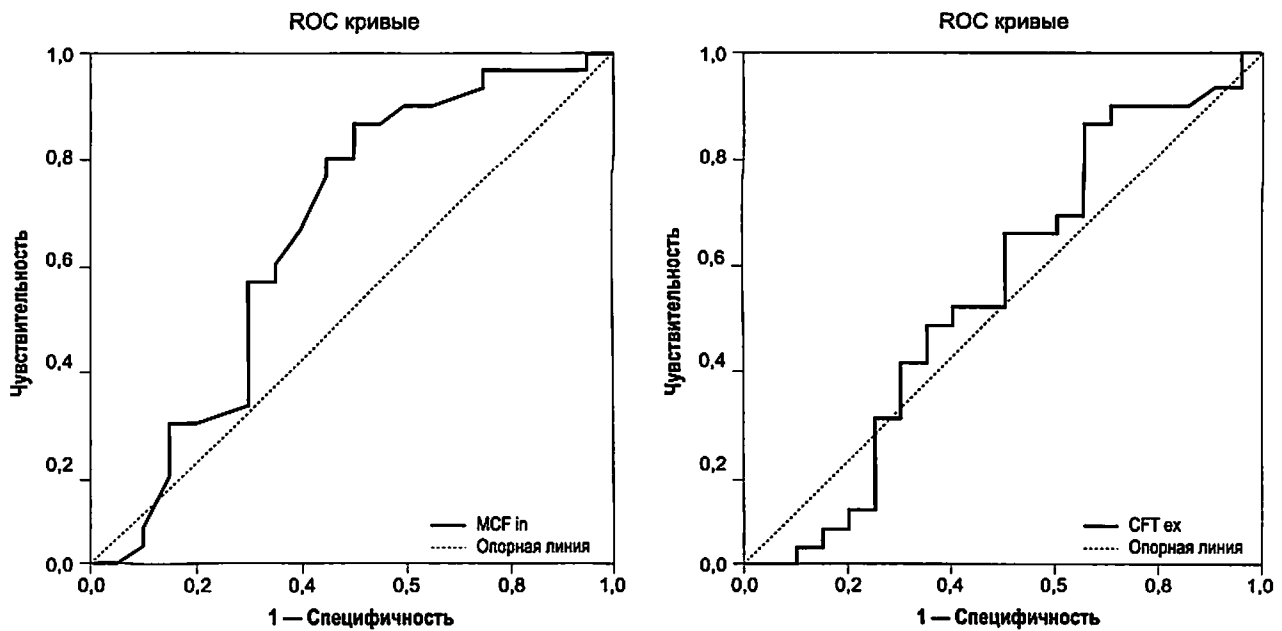 ROC кривые
1,0
0,8
0,6
0,4
0,2
0,0
Чувствительность
MCF in
Опорная линия
0,0 0,2 0,4 0,5 0,8 1,0
1 — Специфичность
ROC кривые
1,0
0,8
0,6
0,4
0,2
0,0
Чувствительность
CFT ex
Опорная линия
0,0 0,2 0,4 0,5 0,8 1,0
1 — Специфичность